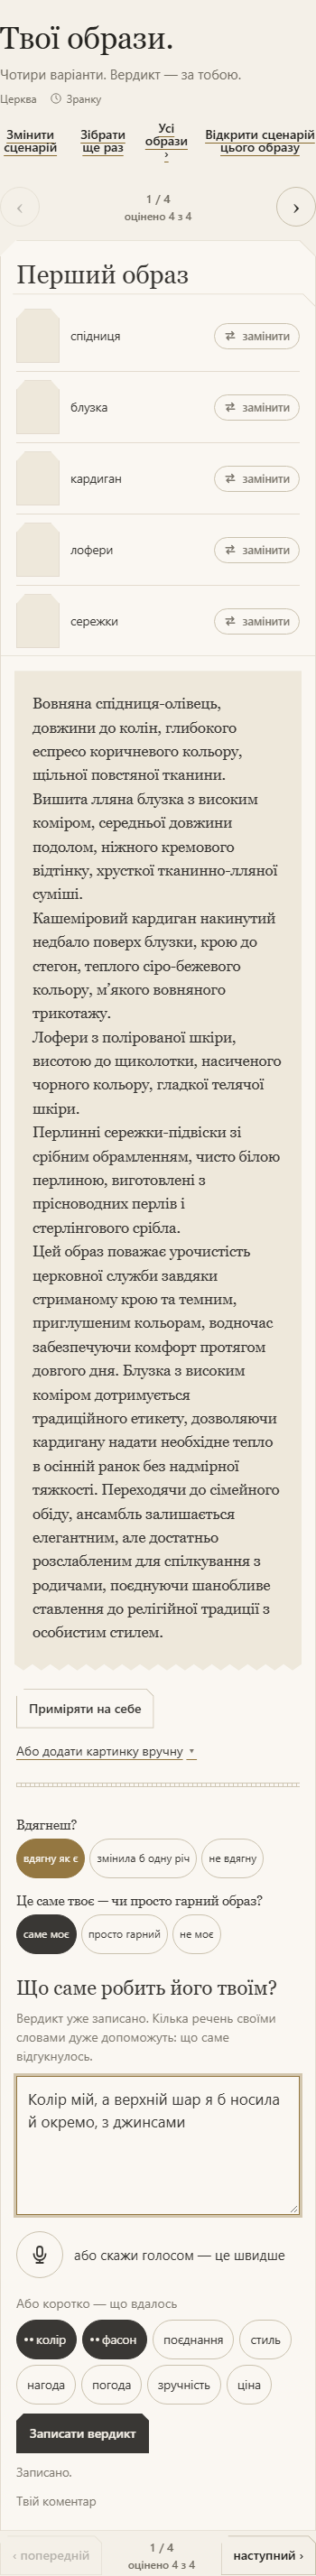 Твої образи.
Чотири варіанти. Вердикт — за тобою.
Церква Зранку
Змінити сценарій
Зібрати ще раз
Усі образи ›
Відкрити сценарій цього образу
‹
1 / 4
оцінено 4 з 4
›
Перший образ
спідниця
замінити
блузка
замінити
кардиган
замінити
лофери
замінити
сережки
замінити
Вовняна спідниця-олівець,
довжини до колін, глибокого
еспресо коричневого кольору,
щільної повстяної тканини.
Вишита лляна блузка з високим
коміром, середньої довжини
подолом, ніжного кремового
відтінку, хрусткої тканинно-лляної
суміші.
Кашеміровий кардиган накинутий
недбало поверх блузки, крою до
стегон, теплого сіро-бежевого
кольору, м’якого вовняного
трикотажу.
Лофери з полірованої шкіри,
висотою до щиколотки, насиченого
чорного кольору, гладкої телячої
шкіри.
Перлинні сережки-підвіски зі
срібним обрамленням, чисто білою
перлиною, виготовлені з
прісноводних перлів і
стерлінгового срібла.
Цей образ поважає урочистість
церковної служби завдяки
стриманому крою та темним,
приглушеним кольорам, водночас
забезпечуючи комфорт протягом
довгого дня. Блузка з високим
коміром дотримується
традиційного етикету, дозволяючи
кардигану надати необхідне тепло
в осінній ранок без надмірної
тяжкості. Переходячи до сімейного
обіду, ансамбль залишається
елегантним, але достатньо
розслабленим для спілкування з
родичами, поєднуючи шанобливе
ставлення до релігійної традиції з
особистим стилем.
Приміряти на себе
Або додати картинку вручну
Вдягнеш?
вдягну як є
змінила б одну річ
не вдягну
Це саме твоє — чи просто гарний образ?
саме моє
просто гарний
не моє
Що саме робить його твоїм?
Вердикт уже записано. Кілька речень своїми
словами дуже допоможуть: що саме
відгукнулось.
Колір мій, а верхній шар я б носила
й окремо, з джинсами
або скажи голосом — це швидше
Або коротко — що вдалось
•• колір
•• фасон
поєднання
стиль
нагода
погода
зручність
ціна
Записати вердикт
Записано.
Твій коментар
‹ попередній
1 / 4
оцінено 4 з 4
наступний ›